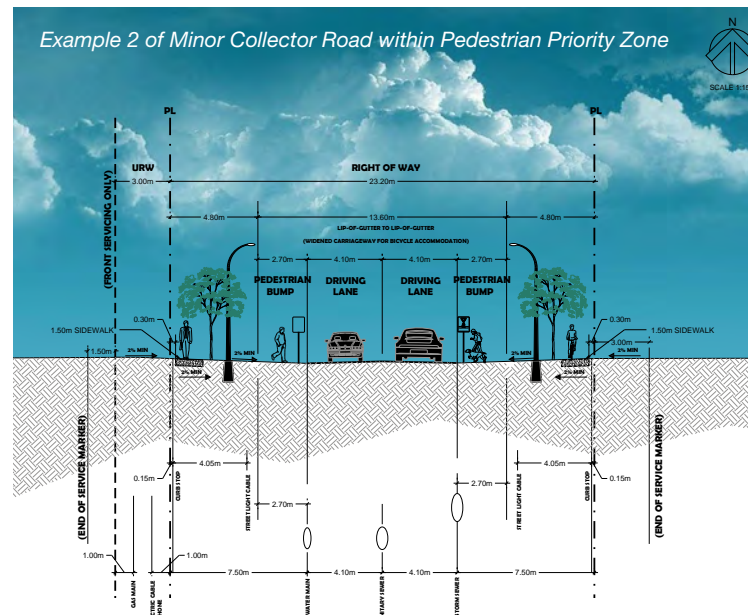 Example 2 of Minor Collector Road within Pedestrian Priority Zone
N
PL
PL
URW
RIGHT OF WAY
3.00m
23.20m
(FRONT SERVICING ONLY)
4.80m
13.60m
4.80m
LIP-OF-GUTTER TO LIP-OF-GUTTER
(WIDENED CARRIAGEWAY FOR BICYCLE ACCOMMODATION)
2.70m
4.10m
4.10m
2.70m
PEDESTRIAN
BUMP
DRIVING
LANE
DRIVING
LANE
PEDESTRIAN
BUMP
0.30m
0.30m
1.50m SIDEWALK
1.50m SIDEWALK
1.50m
2% MIN
2% MIN
2% MIN
3.00m
2% MIN
2% MIN
2% MIN
(END OF SERVICE MARKER)
(END OF SERVICE MARKER)
4.05m
4.05m
0.15m
0.15m
CURB STOP
STREET LIGHT CABLE
STREET LIGHT CABLE
CURB STOP
2.70m
2.70m
1.00m
1.00m
7.50m
4.10m
4.10m
7.50m
GAS MAIN
WATER MAIN
STORM SEWER